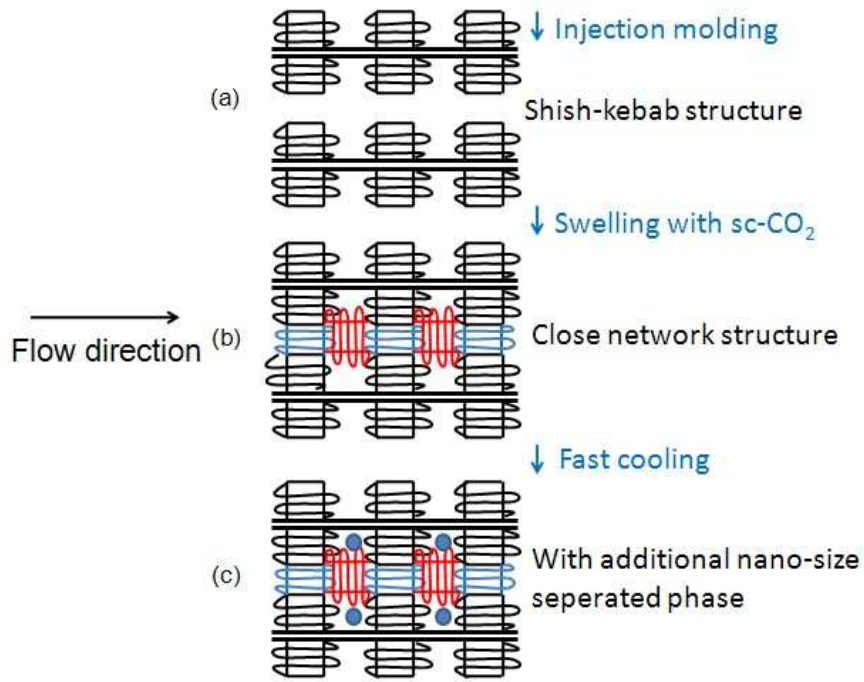 ↓ Injection molding
(a)
Shish-kebab structure
↓ Swelling with sc-CO₂
Flow direction
(b)
Close network structure
↓ Fast cooling
(c)
With additional nano-size
seperated phase